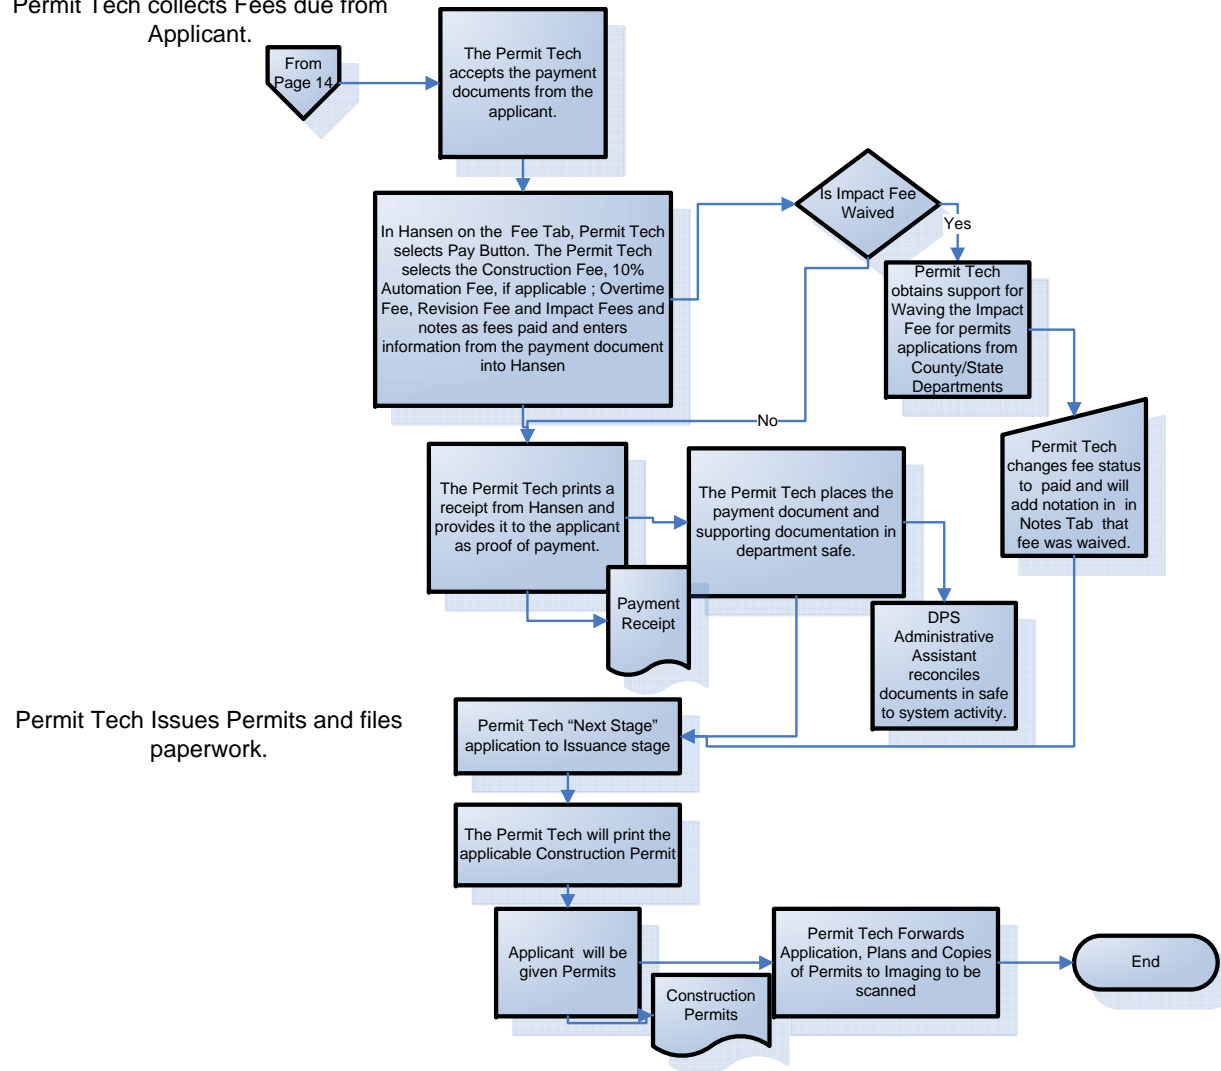 Permit Tech collects Fees due from
Applicant.
From
Page 14
The Permit Tech
accepts the payment
documents from the
applicant.
In Hansen on the Fee Tab, Permit Tech
selects Pay Button. The Permit Tech
selects the Construction Fee, 10%
Automation Fee, if applicable ; Overtime
Fee, Revision Fee and Impact Fees and
notes as fees paid and enters
information from the payment document
into Hansen
Is Impact Fee
Waived
Yes
Permit Tech
obtains support for
Waving the Impact
Fee for permits
applications from
County/State
Departments
No
Permit Tech
changes fee status
to paid and will
add notation in in
Notes Tab that
fee was waived.
The Permit Tech prints a
receipt from Hansen and
provides it to the applicant
as proof of payment.
The Permit Tech places the
payment document and
supporting documentation in
department safe.
Payment
Receipt
DPS
Administrative
Assistant
reconciles
documents in safe
to system activity.
Permit Tech Issues Permits and files
paperwork.
Permit Tech “Next Stage”
application to Issuance stage
The Permit Tech will print the
applicable Construction Permit
Applicant will be
given Permits
Construction
Permits
Permit Tech Forwards
Application, Plans and Copies
of Permits to Imaging to be
scanned
End